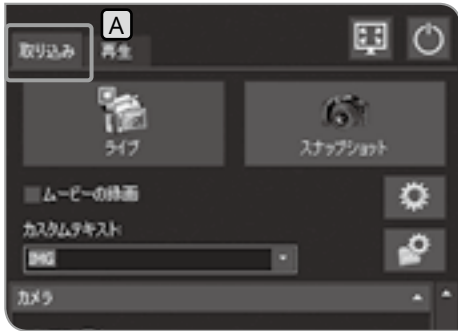 A
取り込み 再生
ライブ スナップショット
ムービーの録画
カスタムテキスト
IMG
カメラ